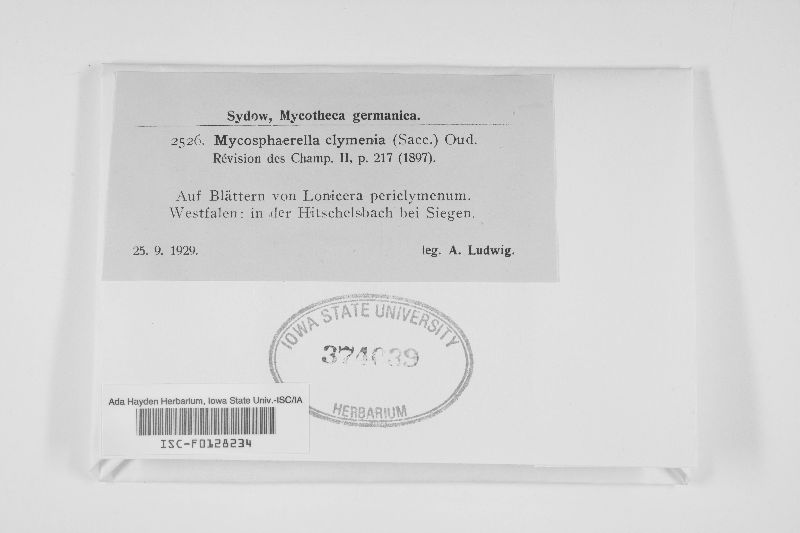 Sydow, Mycotheca germanica.
2526. Mycosphaerella clymenia (Sacc.) Oud.
Révision des Champ. II, p. 217 (1897).
Auf Blättern von Lonicera periclymenum.
Westfalen: in der Hitschelsbach bei Siegen.
25. 9. 1929. leg. A. Ludwig.
IOWA STATE UNIVERSITY
374039
HERBARIUM
Ada Hayden Herbarium, Iowa State Univ.-ISC/IA
ISC-F0128234